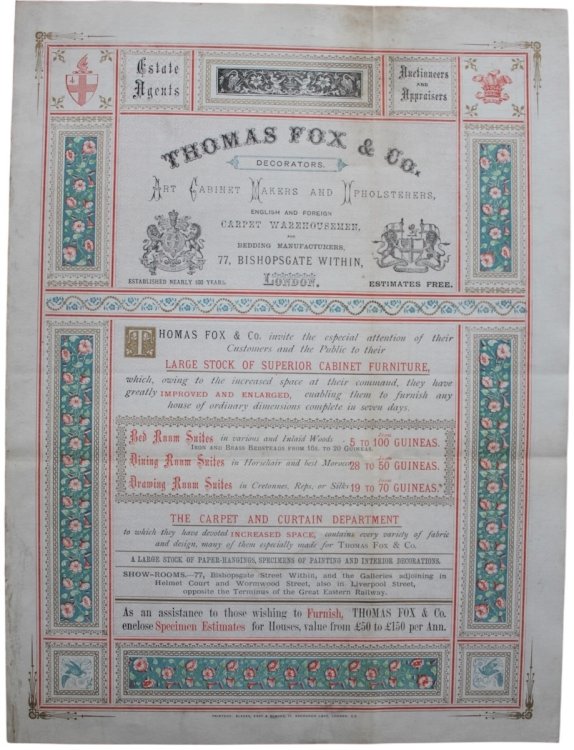 Estate Agents
Auctioneers AND Appraisers
THOMAS FOX & Co.
DECORATORS.
Art Cabinet Makers and Upholsterers,
ENGLISH AND FOREIGN
CARPET WAREHOUSEMEN,
AND
BEDDING MANUFACTURERS,
77, BISHOPSGATE WITHIN,
LONDON.
ESTABLISHED NEARLY 100 YEARS.
ESTIMATES FREE.
THOMAS FOX & Co. invite the especial attention of their
Customers and the Public to their
LARGE STOCK OF SUPERIOR CABINET FURNITURE,
which, owing to the increased space at their command, they have
greatly IMPROVED AND ENLARGED, enabling them to furnish any
house of ordinary dimensions complete in seven days.
Bed Room Suites in various and Inlaid Woods from 5 TO 100 GUINEAS.
IRON AND BRASS BEDSTEADS FROM 10s. TO 20 GUINEAS.
Dining Room Suites in Horsehair and best Morocco from 28 TO 50 GUINEAS.
Drawing Room Suites in Cretonnes, Reps, or Silks from 19 TO 70 GUINEAS.
THE CARPET AND CURTAIN DEPARTMENT
to which they have devoted INCREASED SPACE, contains every variety of fabric
and design, many of them especially made for THOMAS FOX & Co.
A LARGE STOCK OF PAPER-HANGINGS, SPECIMENS OF PAINTING AND INTERIOR DECORATIONS.
SHOW-ROOMS.—77, Bishopsgate Street Within, and the Galleries adjoining in
Helmet Court and Wormwood Street, also in Liverpool Street,
opposite the Terminus of the Great Eastern Railway.
As an assistance to those wishing to Furnish, THOMAS FOX & Co.
enclose Specimen Estimates for Houses, value from £50 to £150 per Ann.